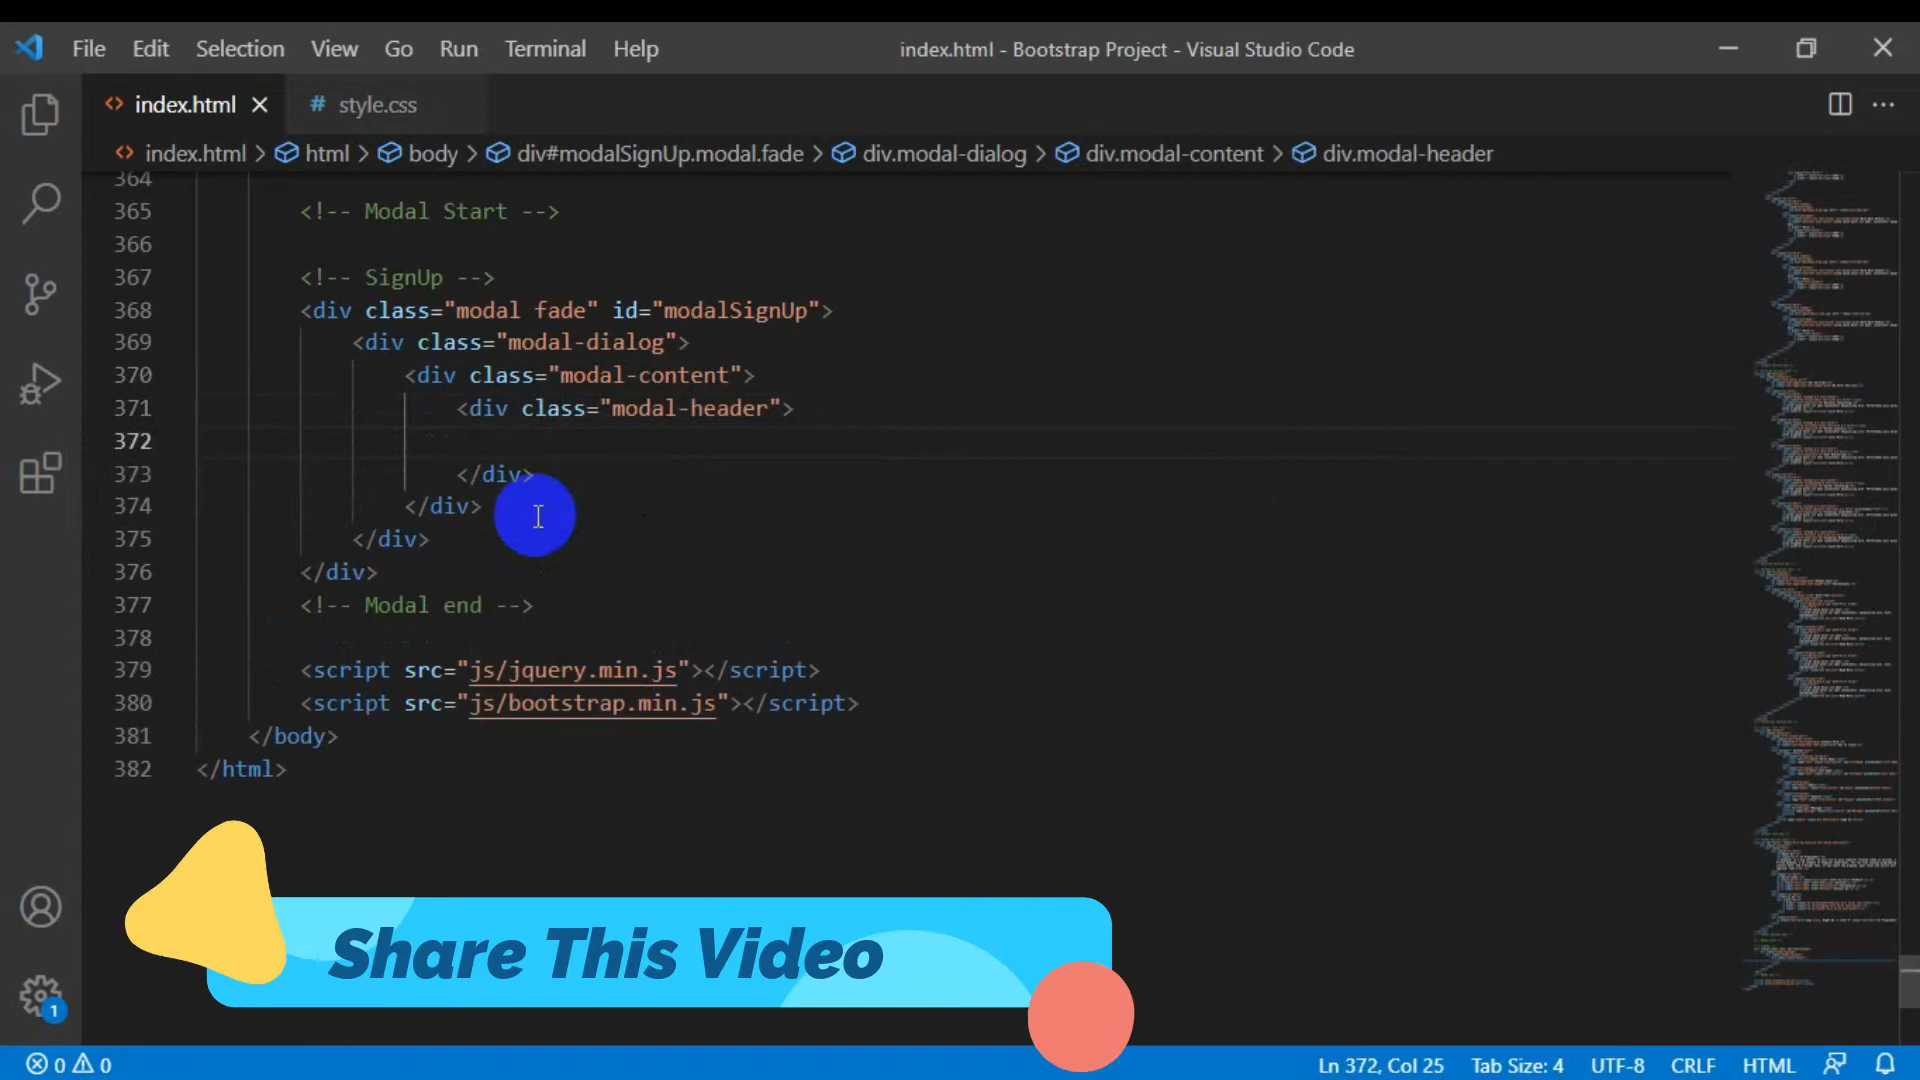 File Edit Selection View Go Run Terminal Help index.html - Bootstrap Project - Visual Studio Code
index.html # style.css
index.html > html > body > div#modalSignUp.modal.fade > div.modal-dialog > div.modal-content > div.modal-header
364
365 <!-- Modal Start -->
366
367 <!-- SignUp -->
368 <div class="modal fade" id="modalSignUp">
369 <div class="modal-dialog">
370 <div class="modal-content">
371 <div class="modal-header">
372
373 </div>
374 </div>
375 </div>
376 </div>
377 <!-- Modal end -->
378
379 <script src="js/jquery.min.js"></script>
380 <script src="js/bootstrap.min.js"></script>
381 </body>
382 </html>
Share This Video
1
0 0 Ln 372, Col 25 Tab Size: 4 UTF-8 CRLF HTML